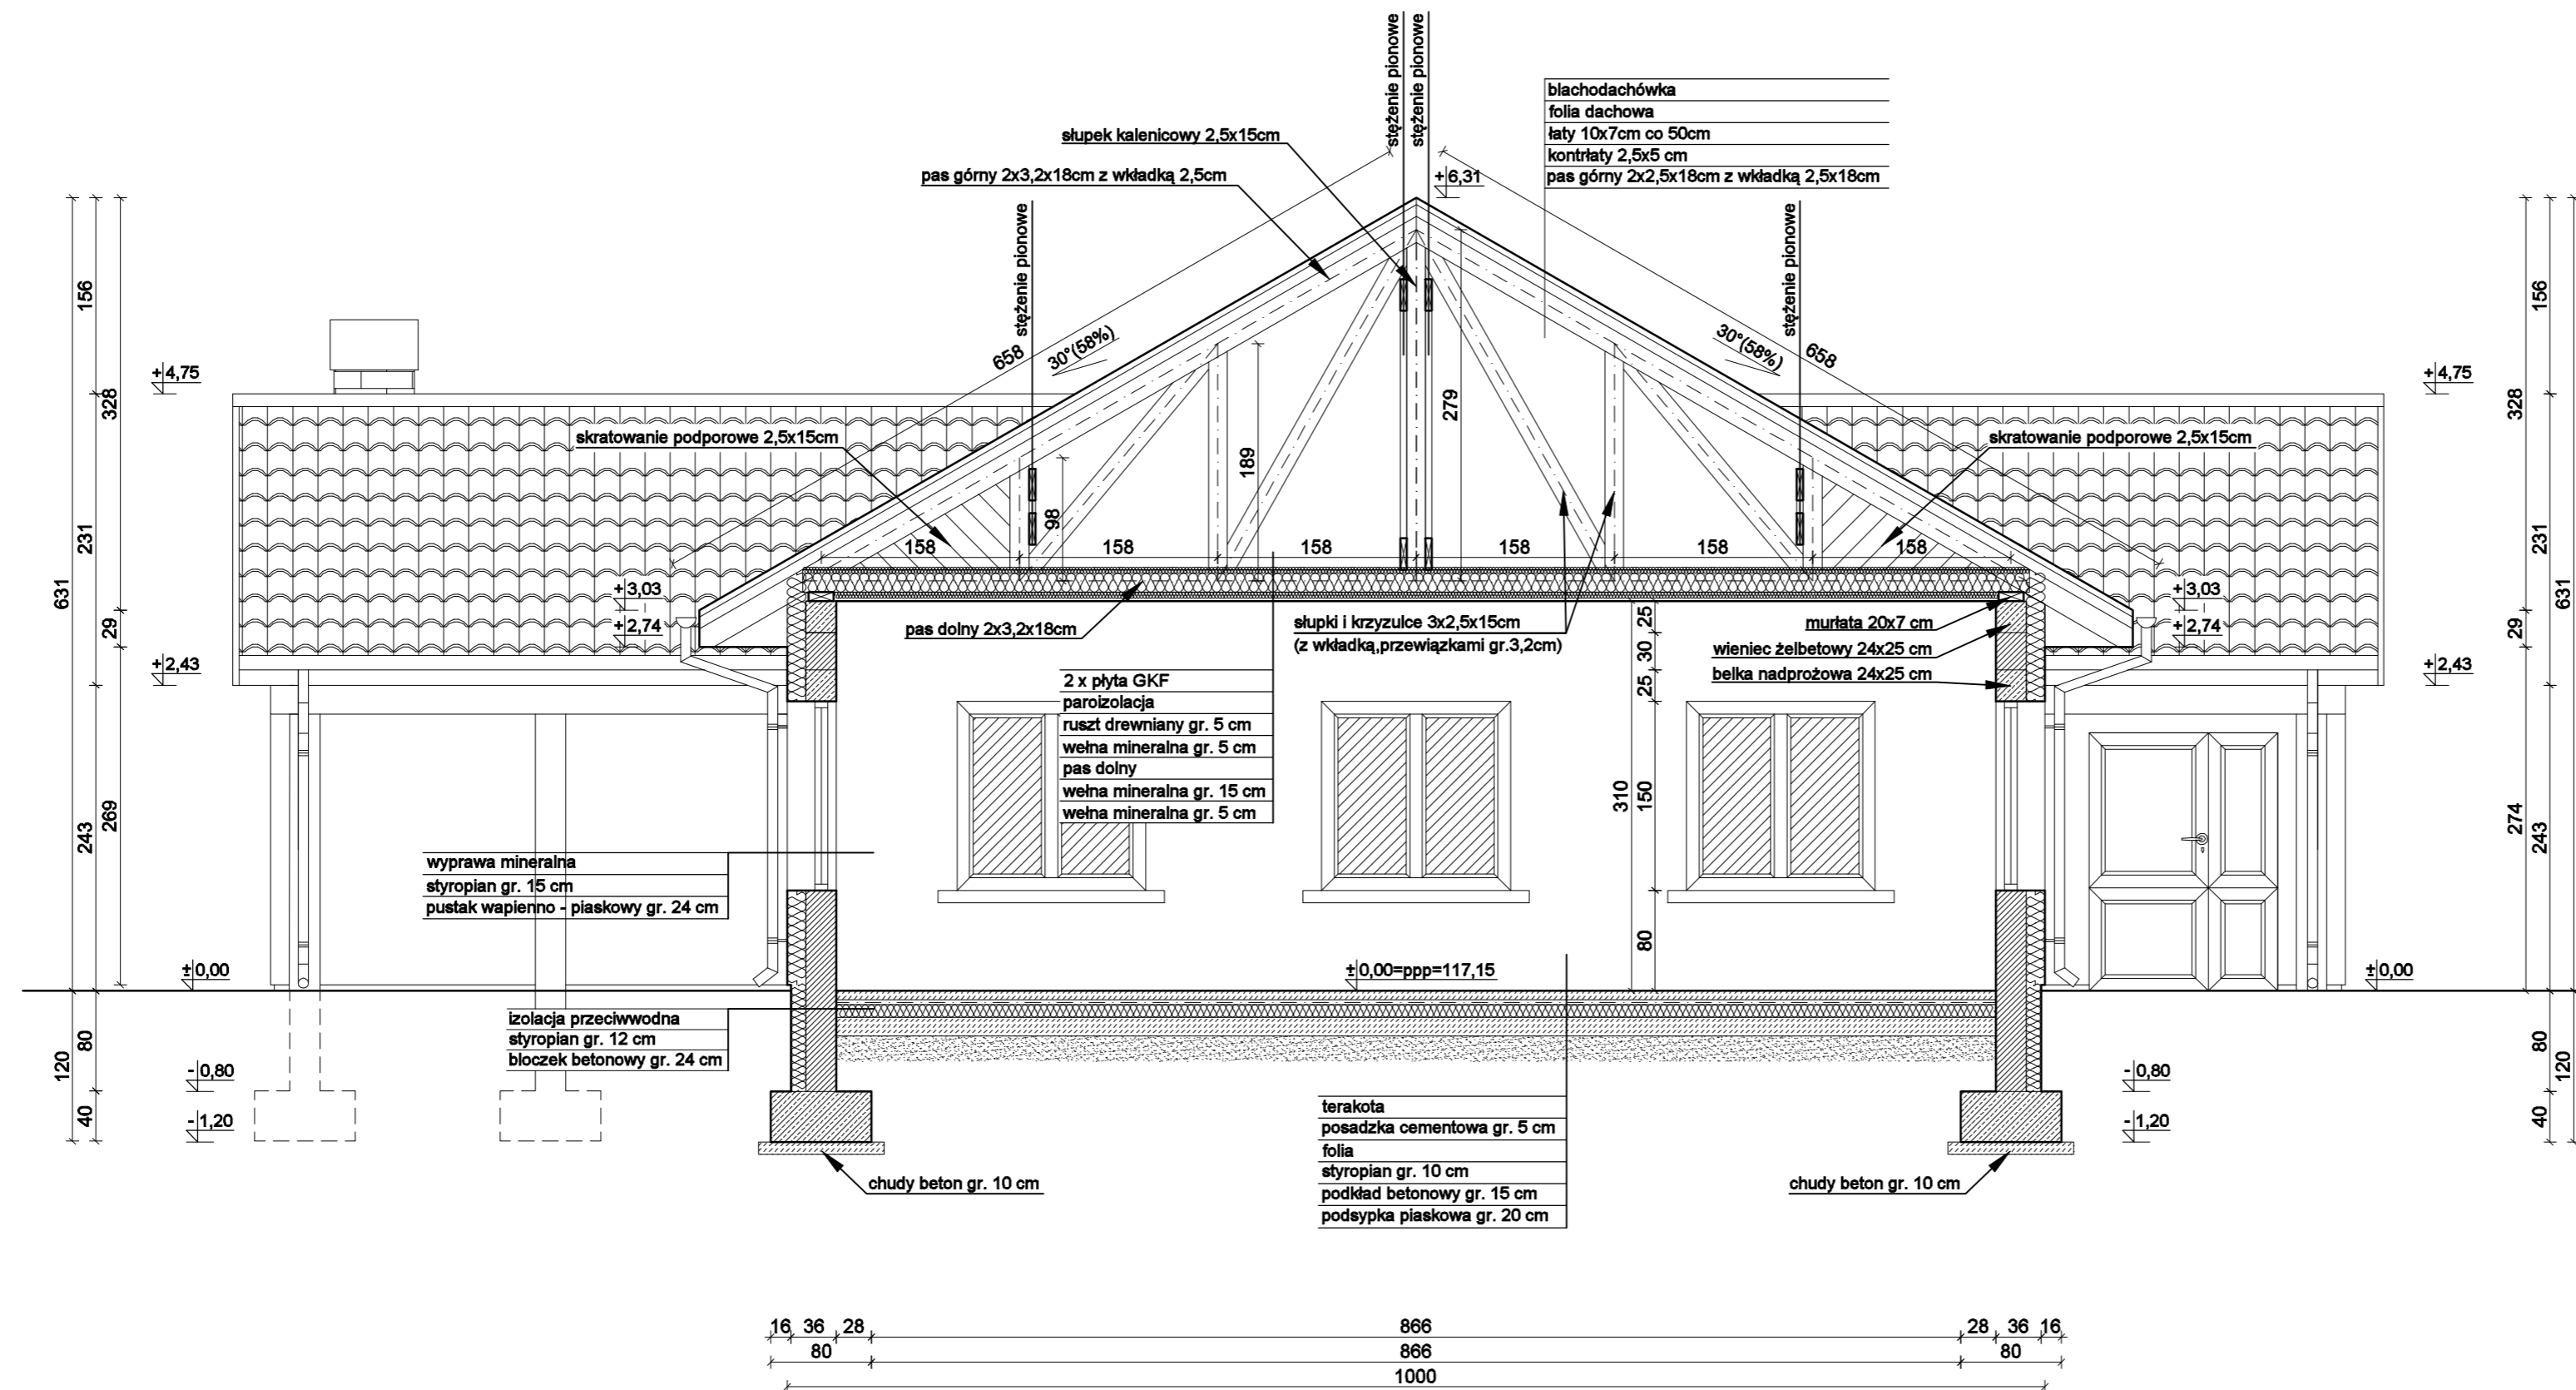 stężenie pionowe
stężenie pionowe
stężenie pionowe
stężenie pionowe
słupek kalenicowy 2,5x15cm
pas górny 2x3,2x18cm z wkładką 2,5cm
blachodachówka
folia dachowa
łaty 10x7cm co 50cm
kontrłaty 2,5x5 cm
pas górny 2x2,5x18cm z wkładką 2,5x18cm
+6,31
658
30°(58%)
30°(58%)
658
+4,75
+4,75
156
328
231
631
29
243
269
120
80
40
156
328
231
631
29
274
243
80
120
40
skratowanie podporowe 2,5x15cm
skratowanie podporowe 2,5x15cm
98
189
279
158
158
158
158
158
158
+3,03
+2,74
+2,43
+3,03
+2,74
+2,43
pas dolny 2x3,2x18cm
słupki i krzyzulce 3x2,5x15cm
(z wkładką,przewiązkami gr.3,2cm)
murłata 20x7 cm
wieniec żelbetowy 24x25 cm
belka nadprożowa 24x25 cm
25
30
25
310
150
80
2 x płyta GKF
paroizolacja
ruszt drewniany gr. 5 cm
wełna mineralna gr. 5 cm
pas dolny
wełna mineralna gr. 15 cm
wełna mineralna gr. 5 cm
wyprawa mineralna
styropian gr. 15 cm
pustak wapienno - piaskowy gr. 24 cm
±0,00
±0,00=ppp=117,15
±0,00
izolacja przeciwwodna
styropian gr. 12 cm
bloczek betonowy gr. 24 cm
-0,80
-1,20
-0,80
-1,20
terakota
posadzka cementowa gr. 5 cm
folia
styropian gr. 10 cm
podkład betonowy gr. 15 cm
podsypka piaskowa gr. 20 cm
chudy beton gr. 10 cm
chudy beton gr. 10 cm
16 36 28 866 28 36 16
80 866 80
1000